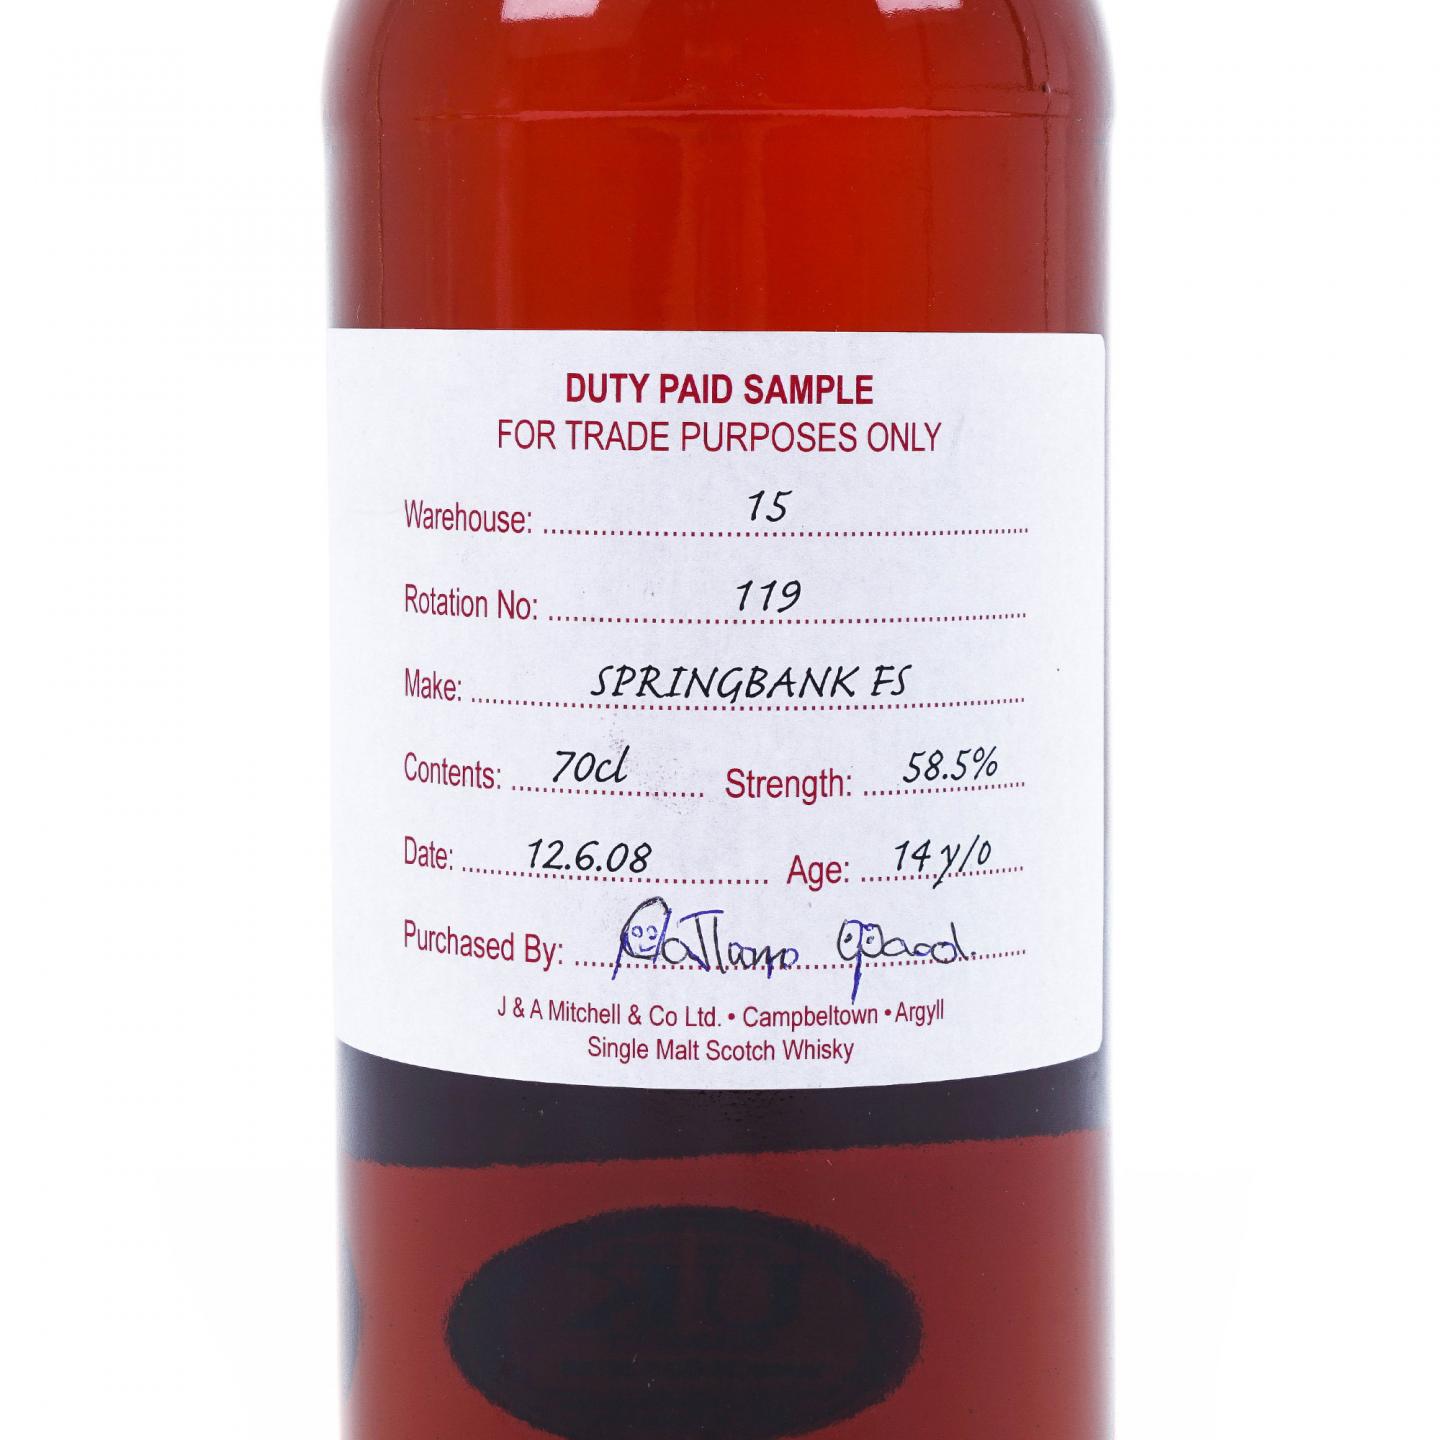 DUTY PAID SAMPLE
FOR TRADE PURPOSES ONLY
Warehouse: 15
Rotation No: 119
Make: SPRINGBANK FS
Contents: 70cl Strength: 58.5%
Date: 12.6.08 Age: 14 y/o
Purchased By:
J & A Mitchell & Co Ltd. • Campbeltown • Argyll
Single Malt Scotch Whisky
UK